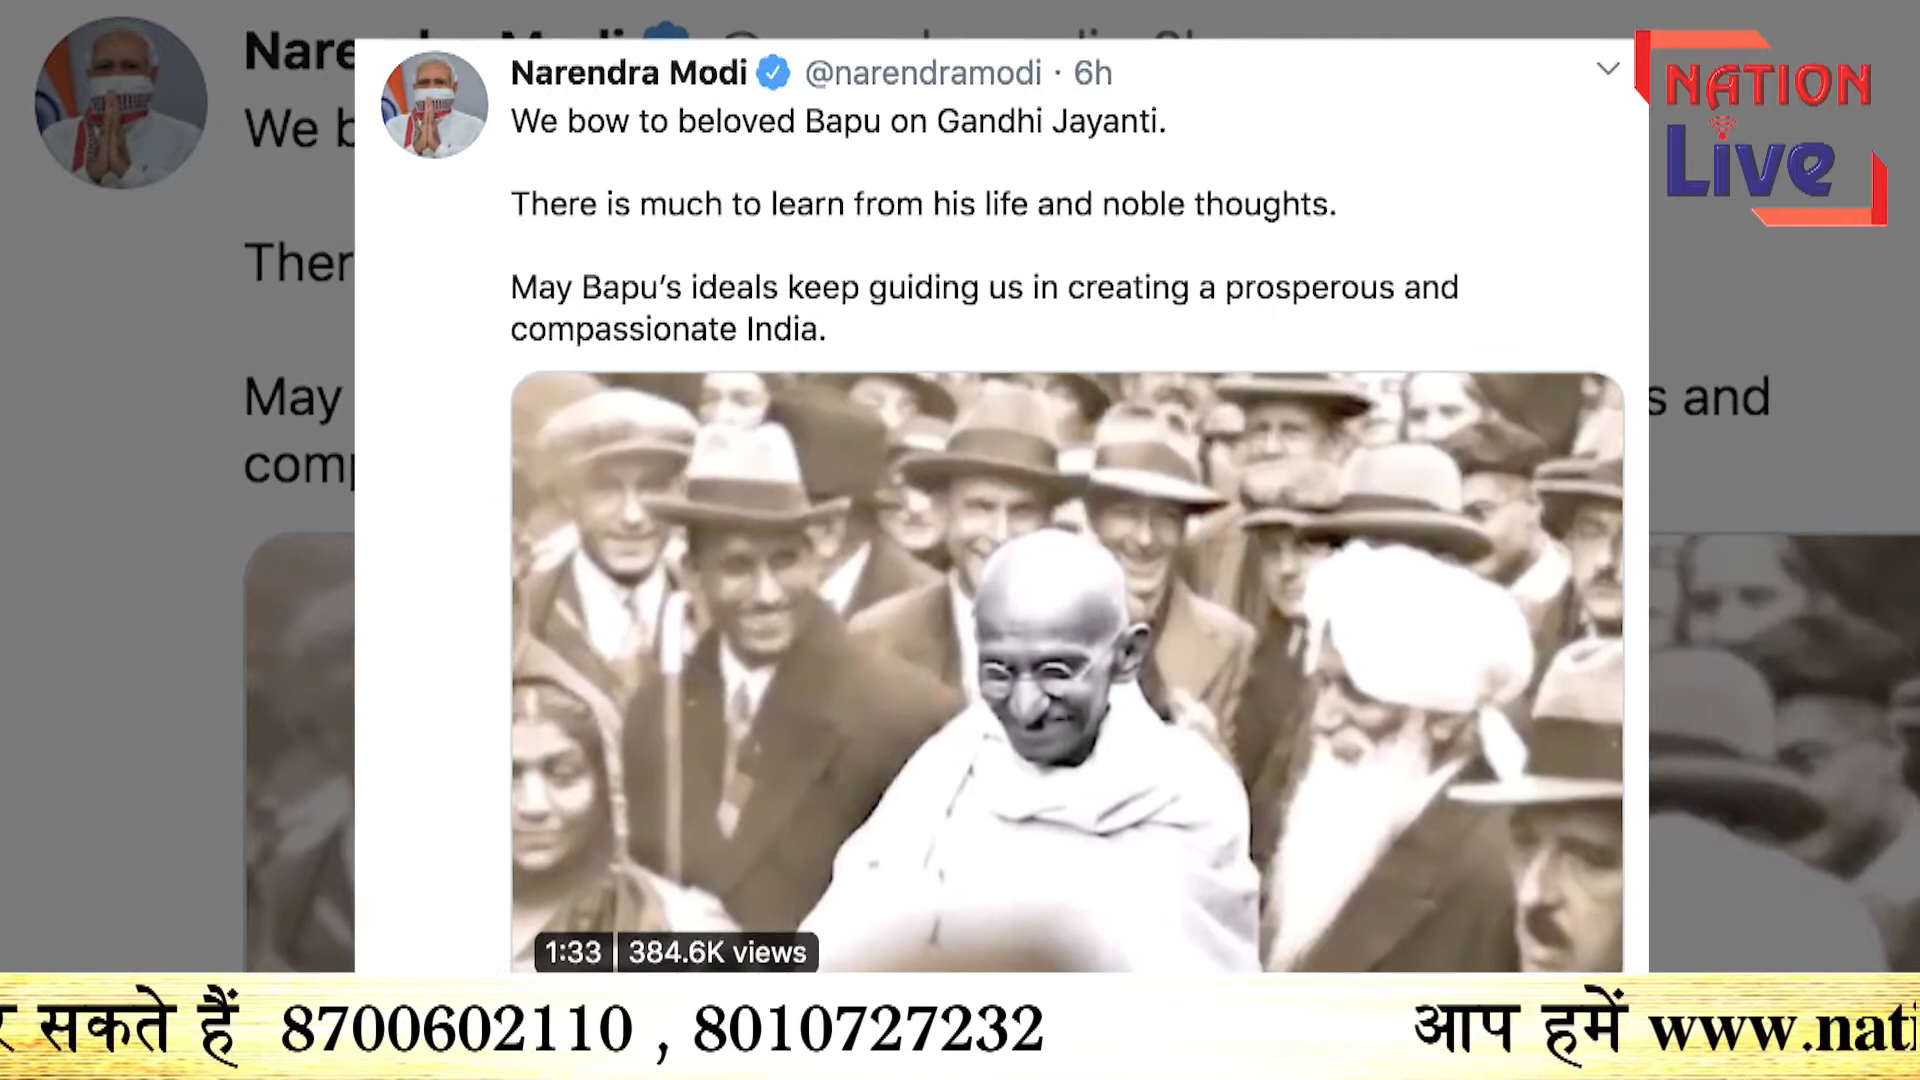 Narendra Modi @narendramodi · 6h
We bow to beloved Bapu on Gandhi Jayanti.
There is much to learn from his life and noble thoughts.
May Bapu's ideals keep guiding us in creating a prosperous and
compassionate India.
1:33 384.6K views
NATION
Live
Nare
We b
Ther
May
s and
comp
सकते हैं 8700602110 , 8010727232 आप हमें www.nati